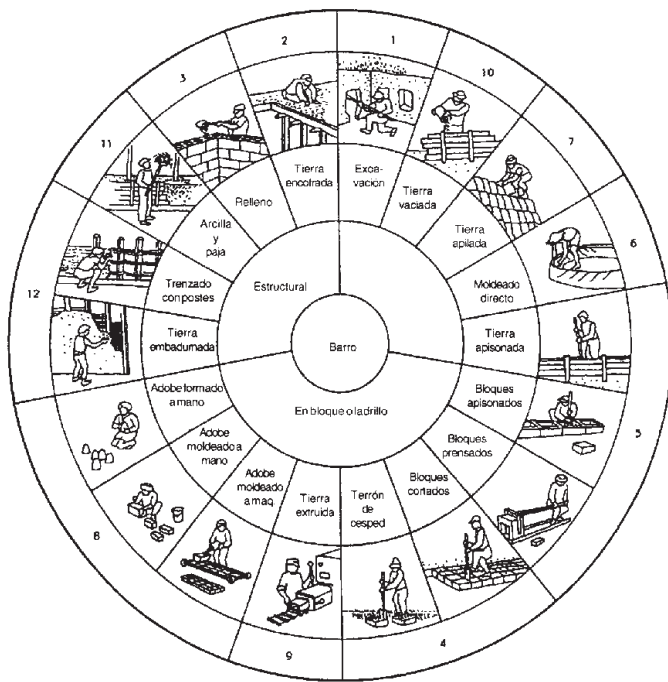 1
10
7
6
5
4
9
8
12
11
3
2
Exca-
vación
Tierra
vaciada
Tierra
apilada
Moldeado
directo
Tierra
apisonada
Bloques
apisonados
Bloques
prensados
Bloques
cortados
Terrón
de
cesped
Tierra
extruida
Adobe
moldeado
a maq.
Adobe
moldeado a
mano
Adobe formado
a mano
Tierra
embadurnada
Trenzado
con postes
Arcilla
y
paja
Relleno
Tierra
encofrada
Estructural
En bloque o ladrillo
Barro